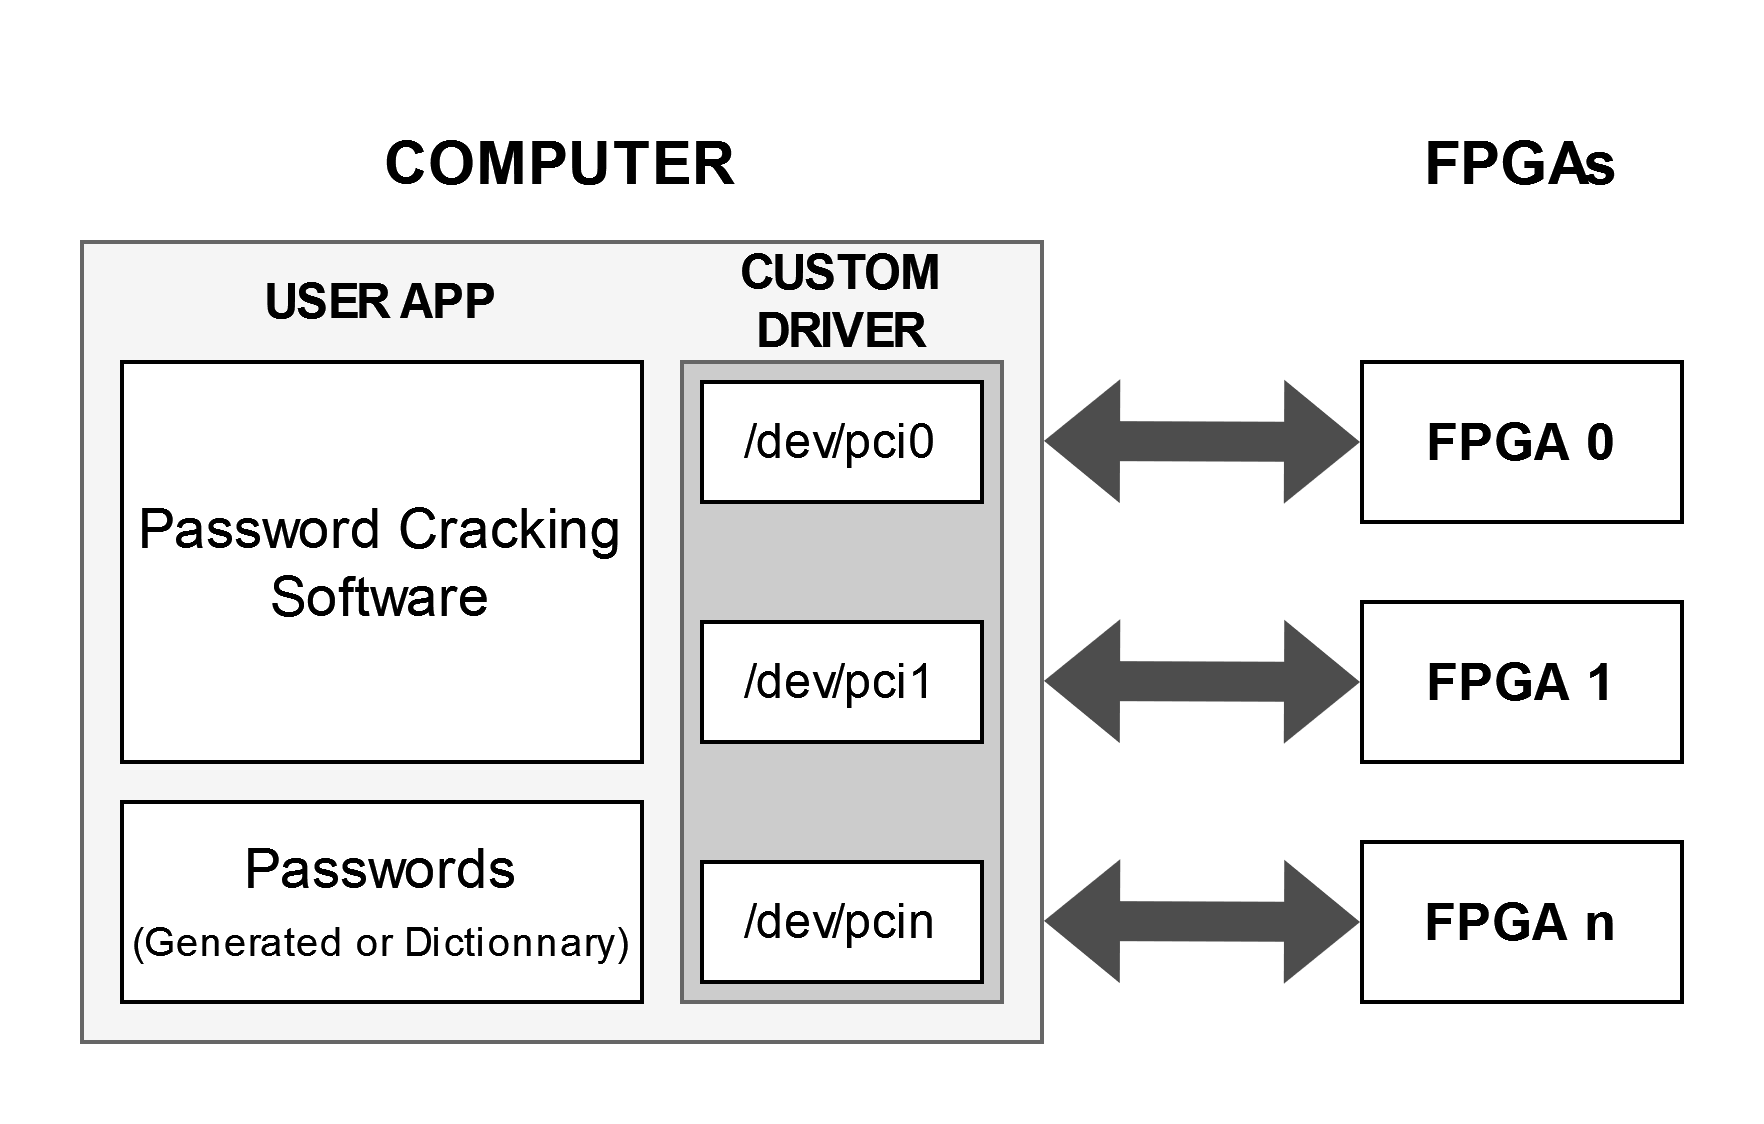 COMPUTER
FPGAs
USER APP
CUSTOM
DRIVER
Password Cracking
Software
Passwords
(Generated or Dictionnary)
/dev/pci0
/dev/pci1
/dev/pcin
FPGA 0
FPGA 1
FPGA n